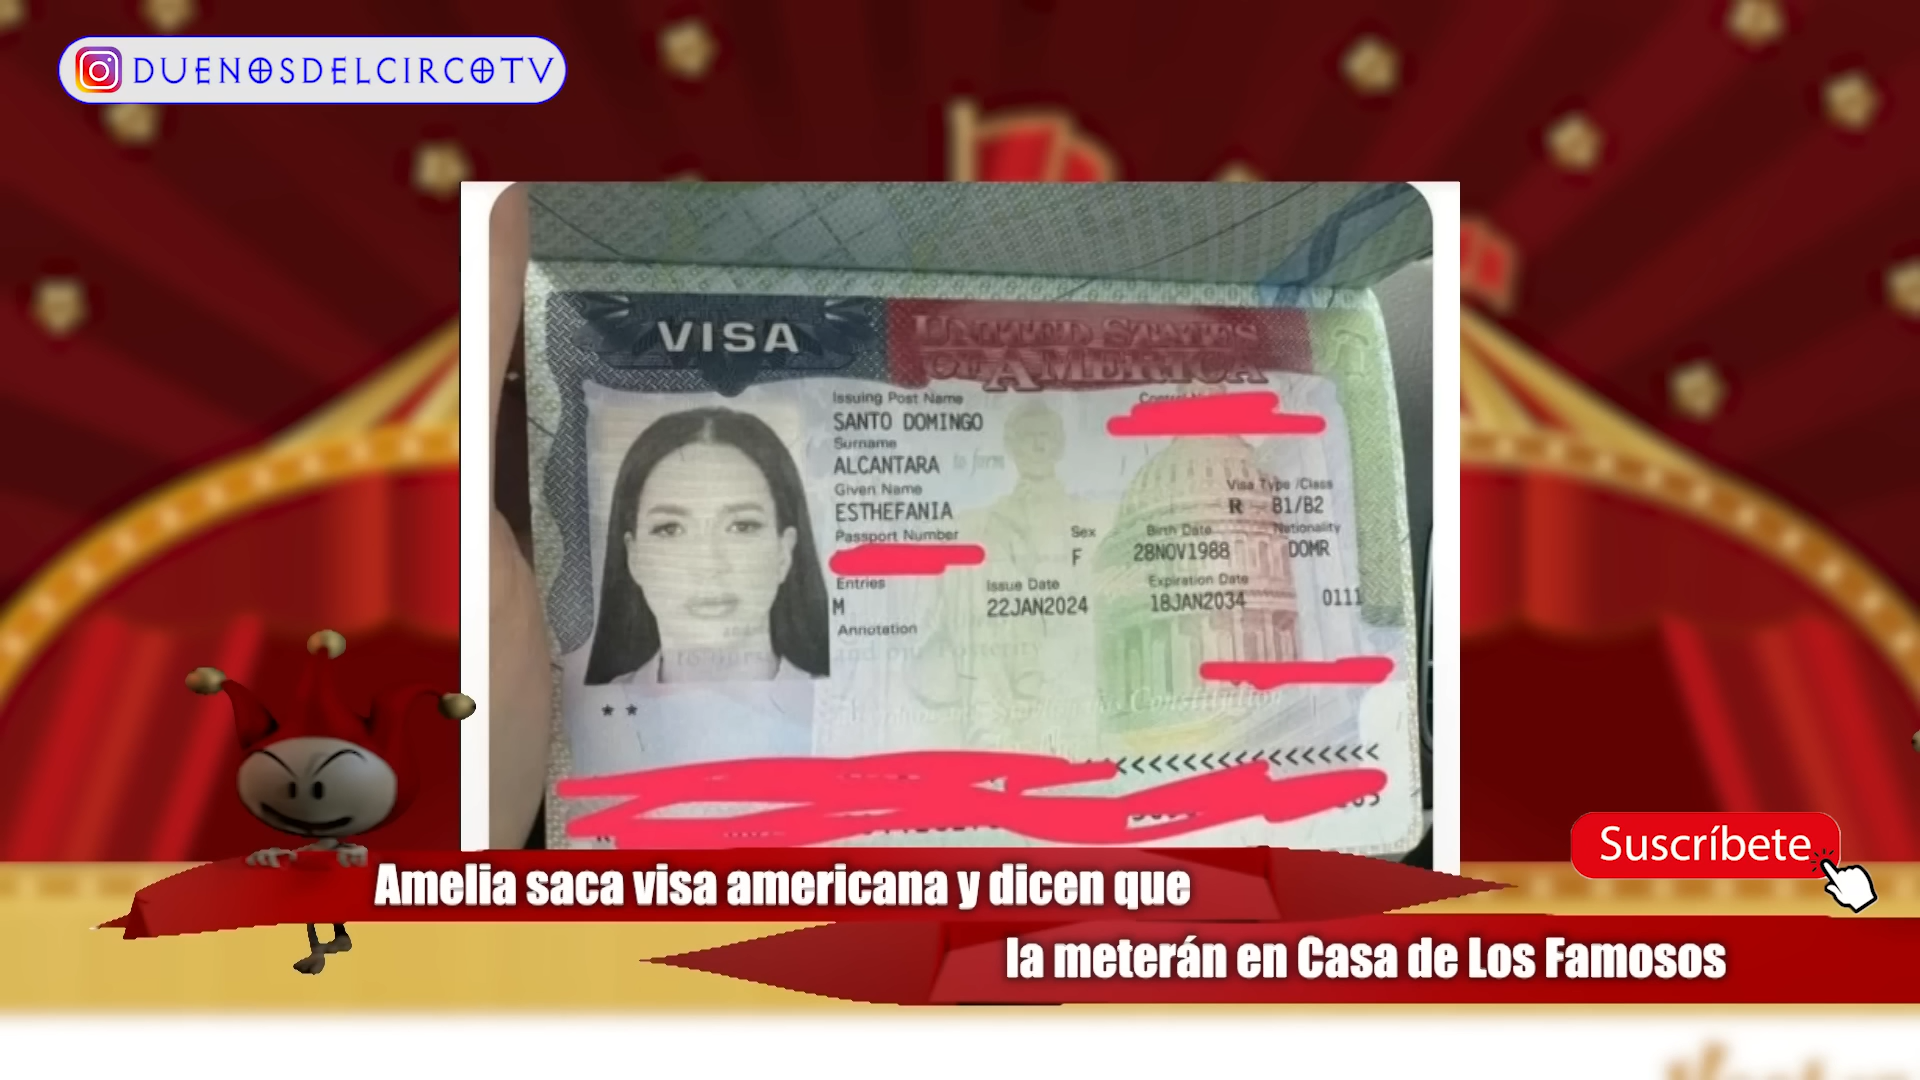 DUENOSDELCIRCOTV
VISA
UNITED STATES
OF AMERICA
Issuing Post Name
SANTO DOMINGO
Surname
ALCANTARA
Given Name
ESTHEFANIA
Visa Type /Class
R B1/B2
Passport Number
Sex
F
Birth Date
28NOV1988
Nationality
DOMR
Entries
M
Issue Date
22JAN2024
Expiration Date
18JAN2034
0111
Annotation
**
<<<<<<<<<<<<<<<<<<
Suscríbete
Amelia saca visa americana y dicen que
la meterán en Casa de Los Famosos